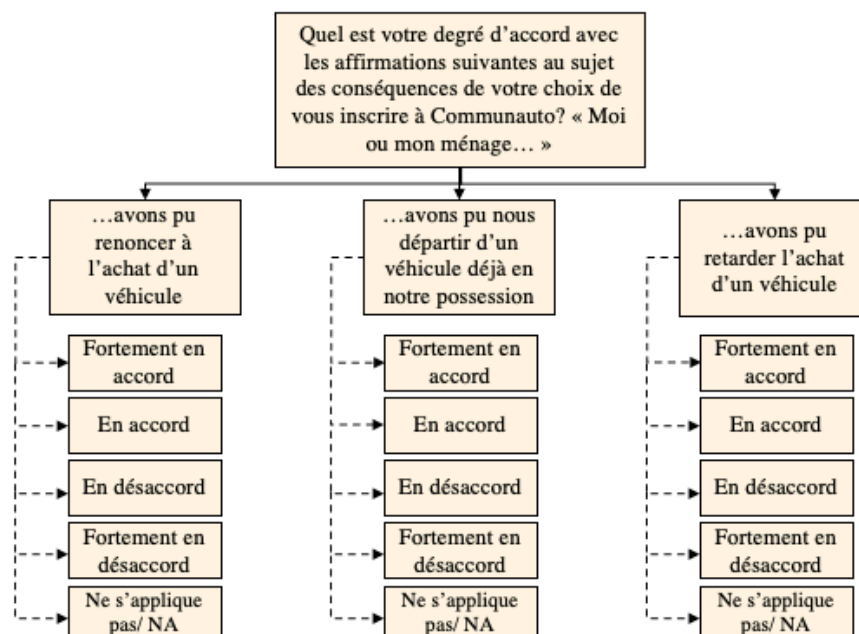 Quel est votre degré d’accord avec
les affirmations suivantes au sujet
des conséquences de votre choix de
vous inscrire à Communauto? « Moi
ou mon ménage… »
…avons pu
renoncer à
l’achat d’un
véhicule
Fortement en
accord
En accord
En désaccord
Fortement en
désaccord
Ne s’applique
pas/ NA
…avons pu nous
départir d’un
véhicule déjà en
notre possession
Fortement en
accord
En accord
En désaccord
Fortement en
désaccord
Ne s’applique
pas/ NA
…avons pu
retarder l’achat
d’un véhicule
Fortement en
accord
En accord
En désaccord
Fortement en
désaccord
Ne s’applique
pas/ NA